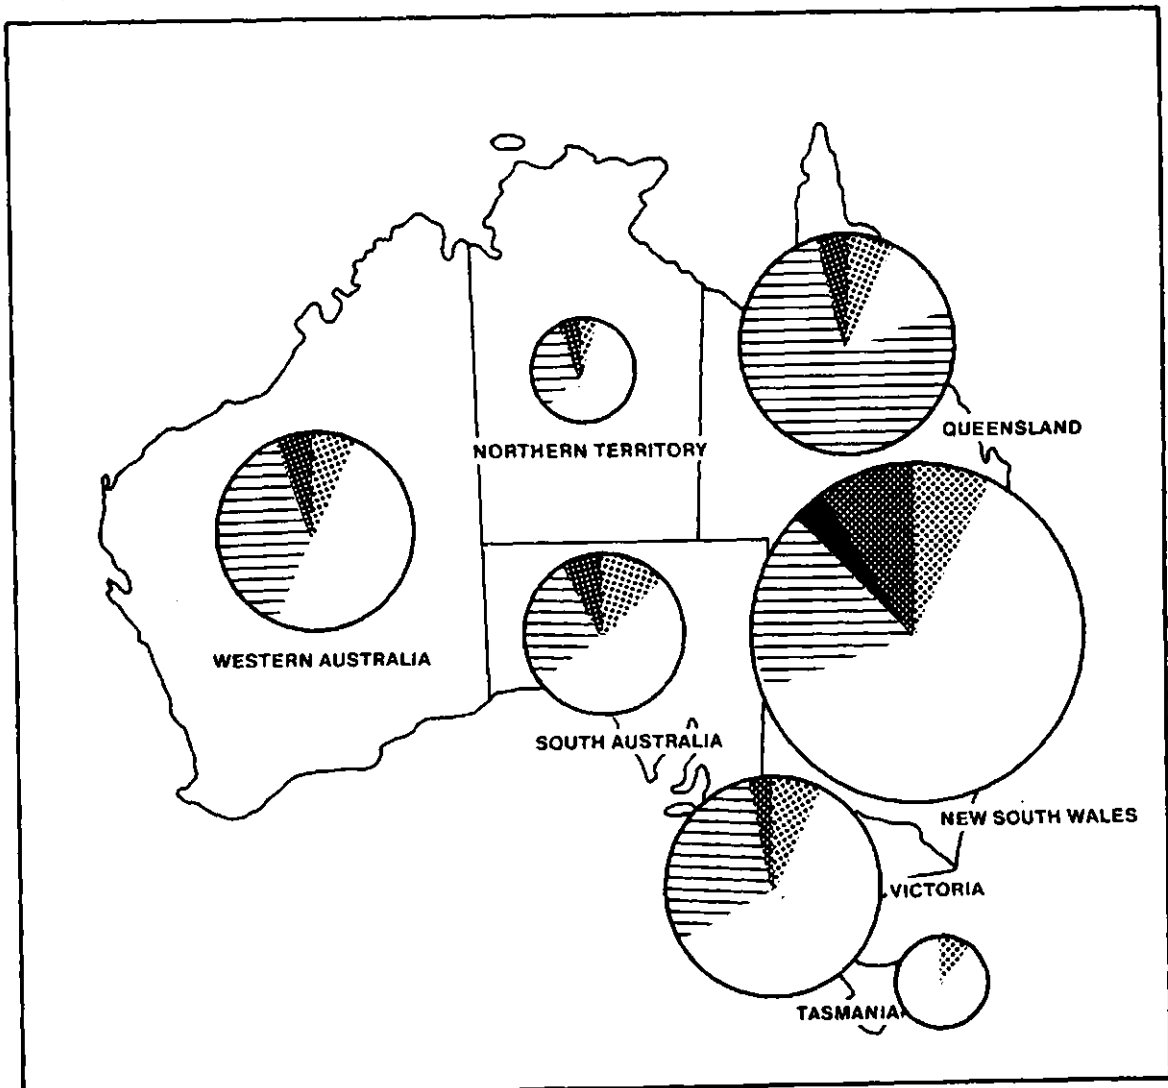 QUEENSLAND
NORTHERN TERRITORY
WESTERN AUSTRALIA
SOUTH AUSTRALIA
NEW SOUTH WALES
VICTORIA
TASMANIA